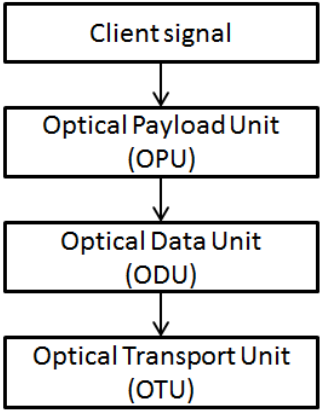 Client signal
Optical Payload Unit
(OPU)
Optical Data Unit
(ODU)
Optical Transport Unit
(OTU)